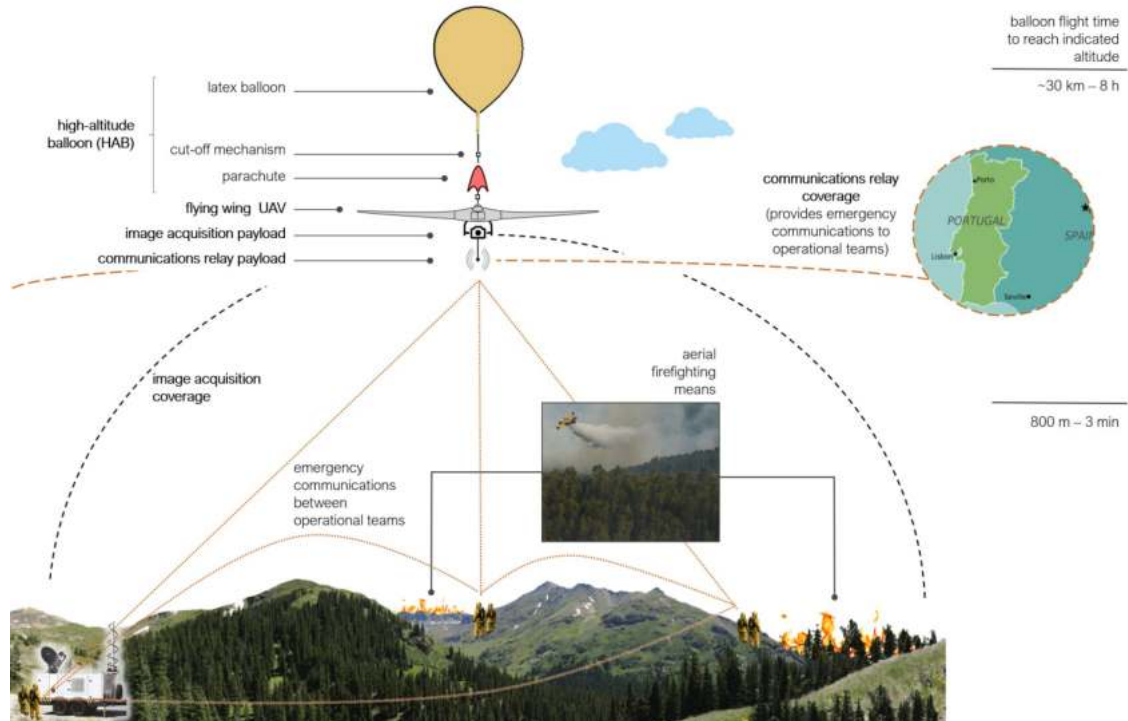 balloon flight time
to reach indicated
altitude
~30 km – 8 h
latex balloon
high-altitude
balloon (HAB)
cut-off mechanism
parachute
flying wing UAV
image acquisition payload
communications relay payload
communications relay
coverage
(provides emergency
communications to
operational teams)
Porto
PORTUGAL
SPAIN
Lisbon
Seville
image acquisition
coverage
aerial
firefighting
means
800 m – 3 min
emergency
communications
between
operational teams